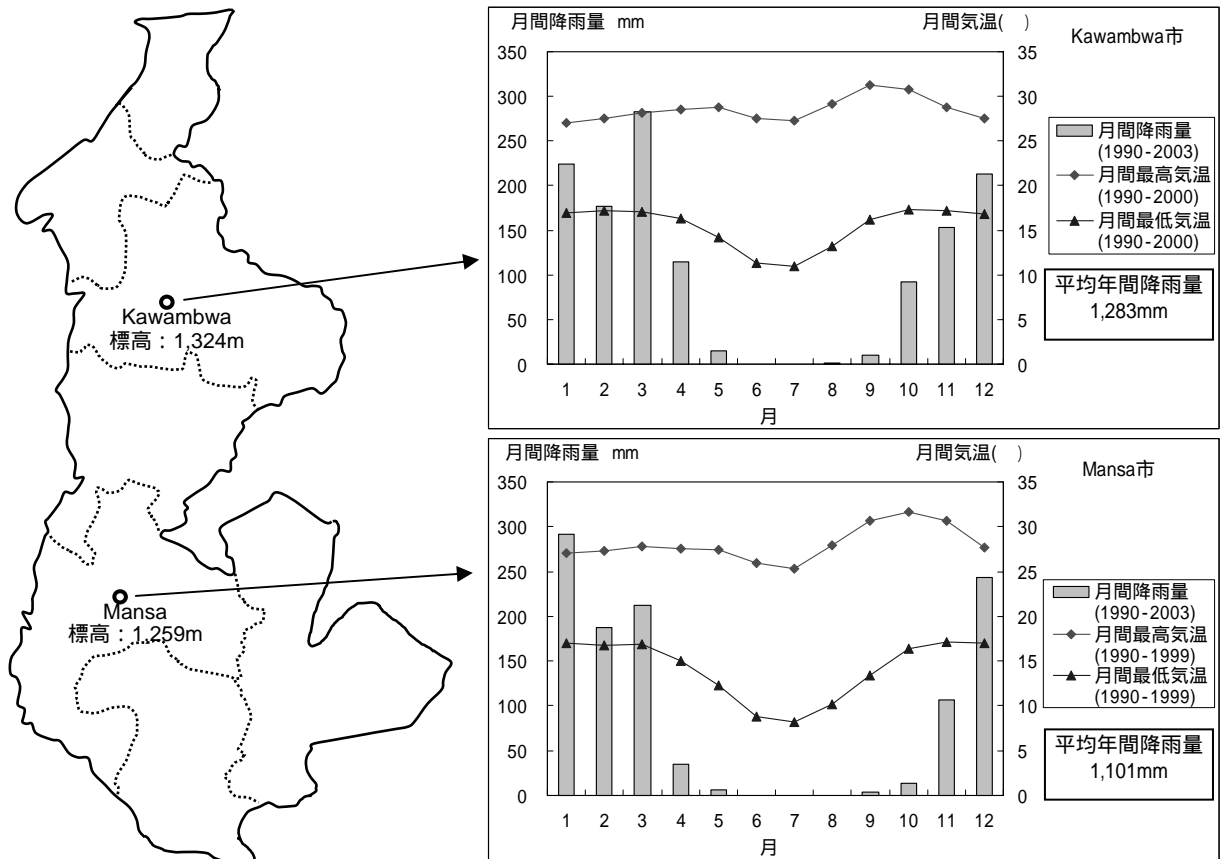 Kawambwa
標高：1,324m
Mansa
標高：1,259m
月間降雨量 mm
月間気温( )
Kawambwa市
350
300
250
200
150
100
50
0
35
30
25
20
15
10
5
0
1 2 3 4 5 6 7 8 9 10 11 12
月
月間降雨量
(1990-2003)
月間最高気温
(1990-2000)
月間最低気温
(1990-2000)
平均年間降雨量
1,283mm
月間降雨量 mm
月間気温( )
Mansa市
350
300
250
200
150
100
50
0
35
30
25
20
15
10
5
0
1 2 3 4 5 6 7 8 9 10 11 12
月
月間降雨量
(1990-2003)
月間最高気温
(1990-1999)
月間最低気温
(1990-1999)
平均年間降雨量
1,101mm